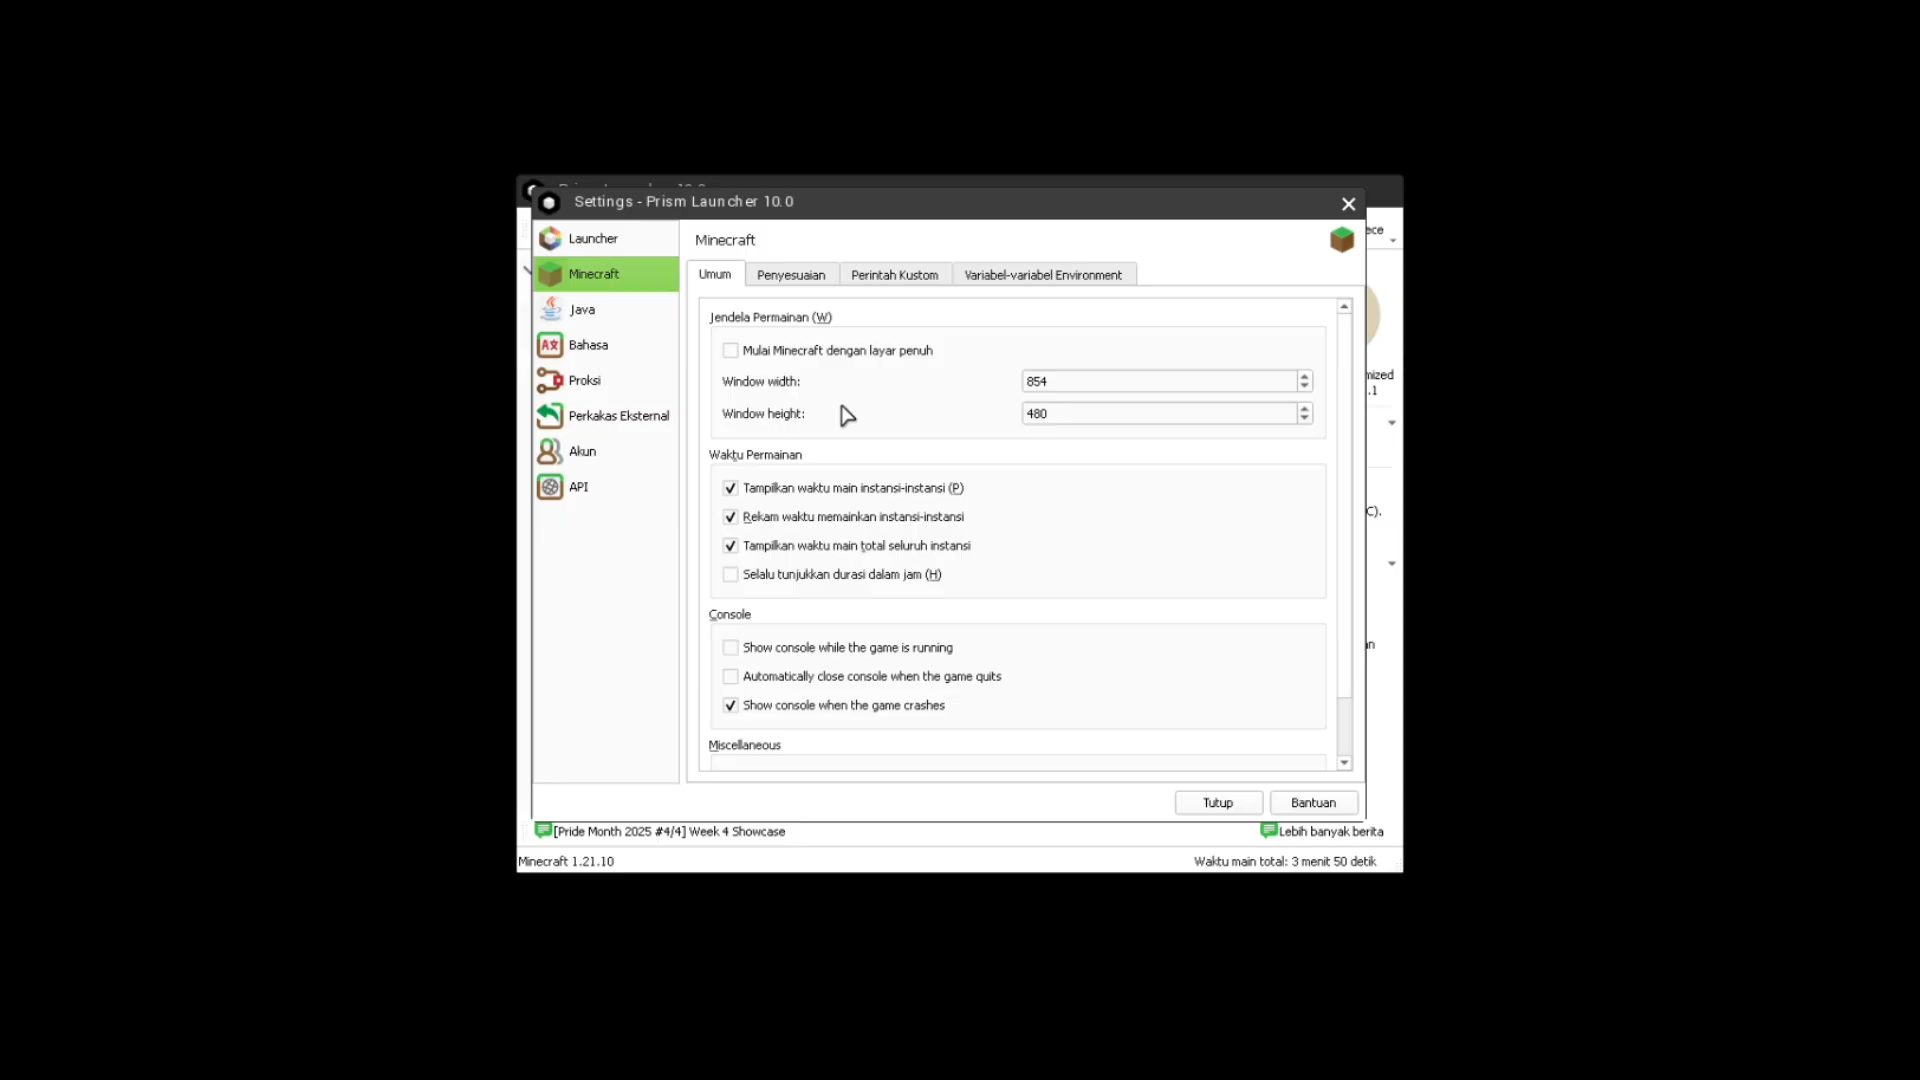 Settings - Prism Launcher 10.0
Launcher
Minecraft
Java
Bahasa
Proksi
Perkakas Eksternal
Akun
API
Minecraft
Umum
Penyesuaian
Perintah Kustom
Variabel-variabel Environment
Jendela Permainan (W)
Mulai Minecraft dengan layar penuh
Window width:
854
Window height:
480
Waktu Permainan
Tampilkan waktu main instansi-instansi (P)
Rekam waktu memainkan instansi-instansi
Tampilkan waktu main total seluruh instansi
Selalu tunjukkan durasi dalam jam (H)
Console
Show console while the game is running
Automatically close console when the game quits
Show console when the game crashes
Miscellaneous
Tutup
Bantuan
[Pride Month 2025 #4/4] Week 4 Showcase
Lebih banyak berita
Minecraft 1.21.10
Waktu main total: 3 menit 50 detik